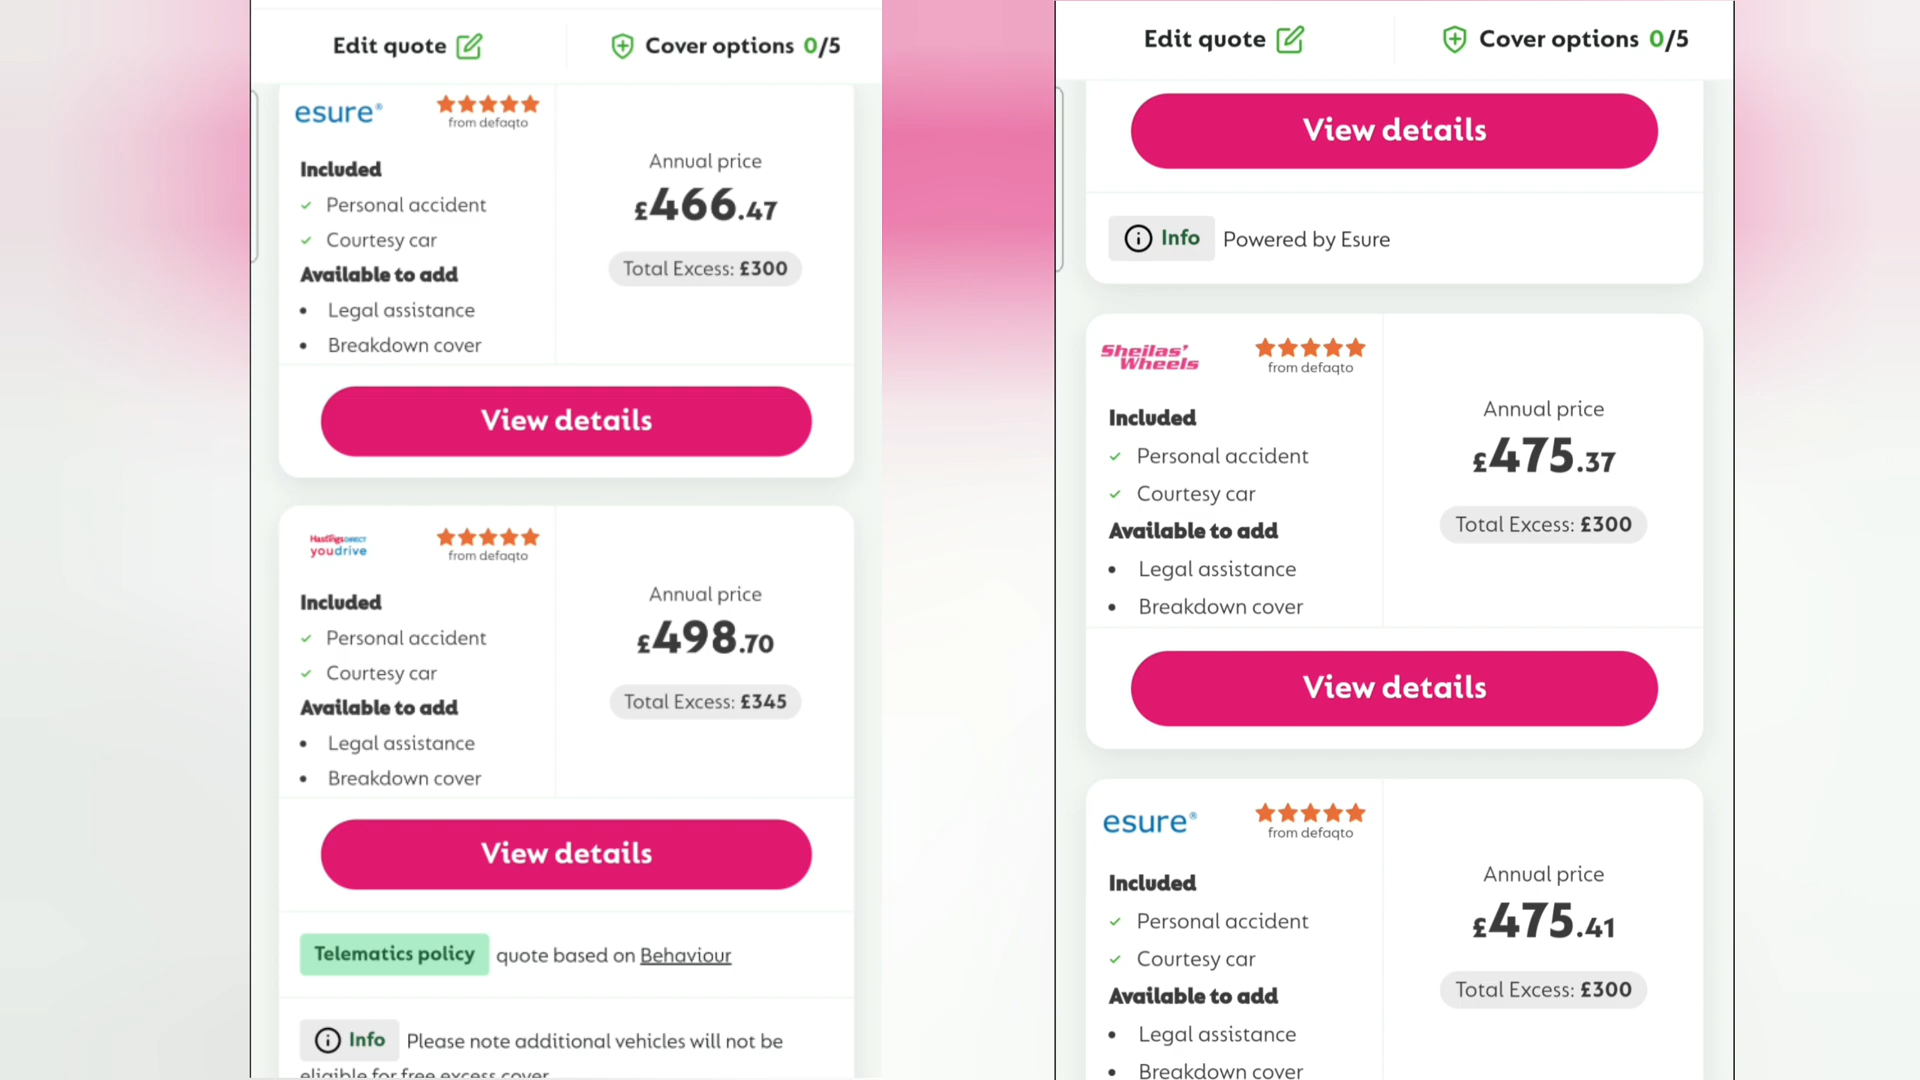 Edit quote
Cover options 0/5
esure®
from defaqto
Included
Personal accident
Courtesy car
Available to add
Legal assistance
Breakdown cover
Annual price
£466.47
Total Excess: £300
View details
HastingsDIRECT
youdrive
from defaqto
Included
Personal accident
Courtesy car
Available to add
Legal assistance
Breakdown cover
Annual price
£498.70
Total Excess: £345
View details
Telematics policy quote based on Behaviour
Info Please note additional vehicles will not be
eligible for free excess cover
Edit quote
Cover options 0/5
View details
Info Powered by Esure
Sheilas'
Wheels
from defaqto
Included
Personal accident
Courtesy car
Available to add
Legal assistance
Breakdown cover
Annual price
£475.37
Total Excess: £300
View details
esure®
from defaqto
Included
Personal accident
Courtesy car
Available to add
Legal assistance
Breakdown cover
Annual price
£475.41
Total Excess: £300